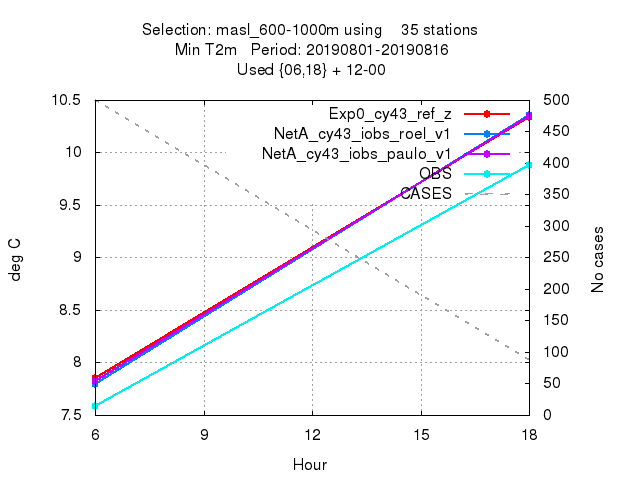 Selection: masl_600-1000m using 35 stations
Min T2m Period: 20190801-20190816
Used {06,18} + 12-00
10.5
10
9.5
9
8.5
8
7.5
deg C
500
450
400
350
300
250
200
150
100
50
0
No cases
Exp0_cy43_ref_z
NetA_cy43_iobs_roel_v1
NetA_cy43_iobs_paulo_v1
OBS
CASES
6 9 12 15 18
Hour